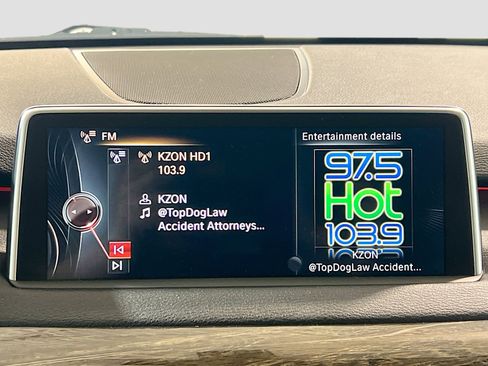 FM
KZON HD1
103.9
KZON
@TopDogLaw
Accident Attorneys...
Entertainment details
97.5
Hot
103.9
KZON
@TopDogLaw Accident...